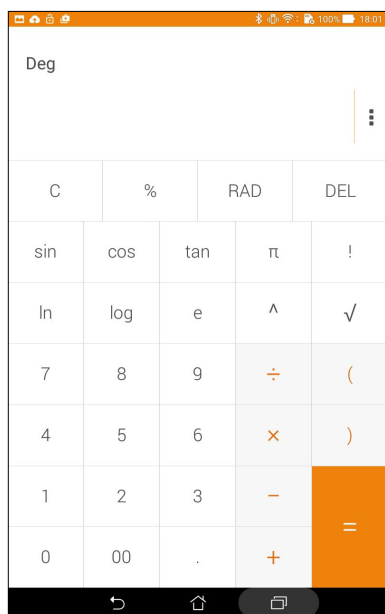 100% 18:01
Deg
C % RAD DEL
sin cos tan π !
ln log e ^ √
7 8 9 ÷ (
4 5 6 × )
1 2 3 −
=
0 00 . +